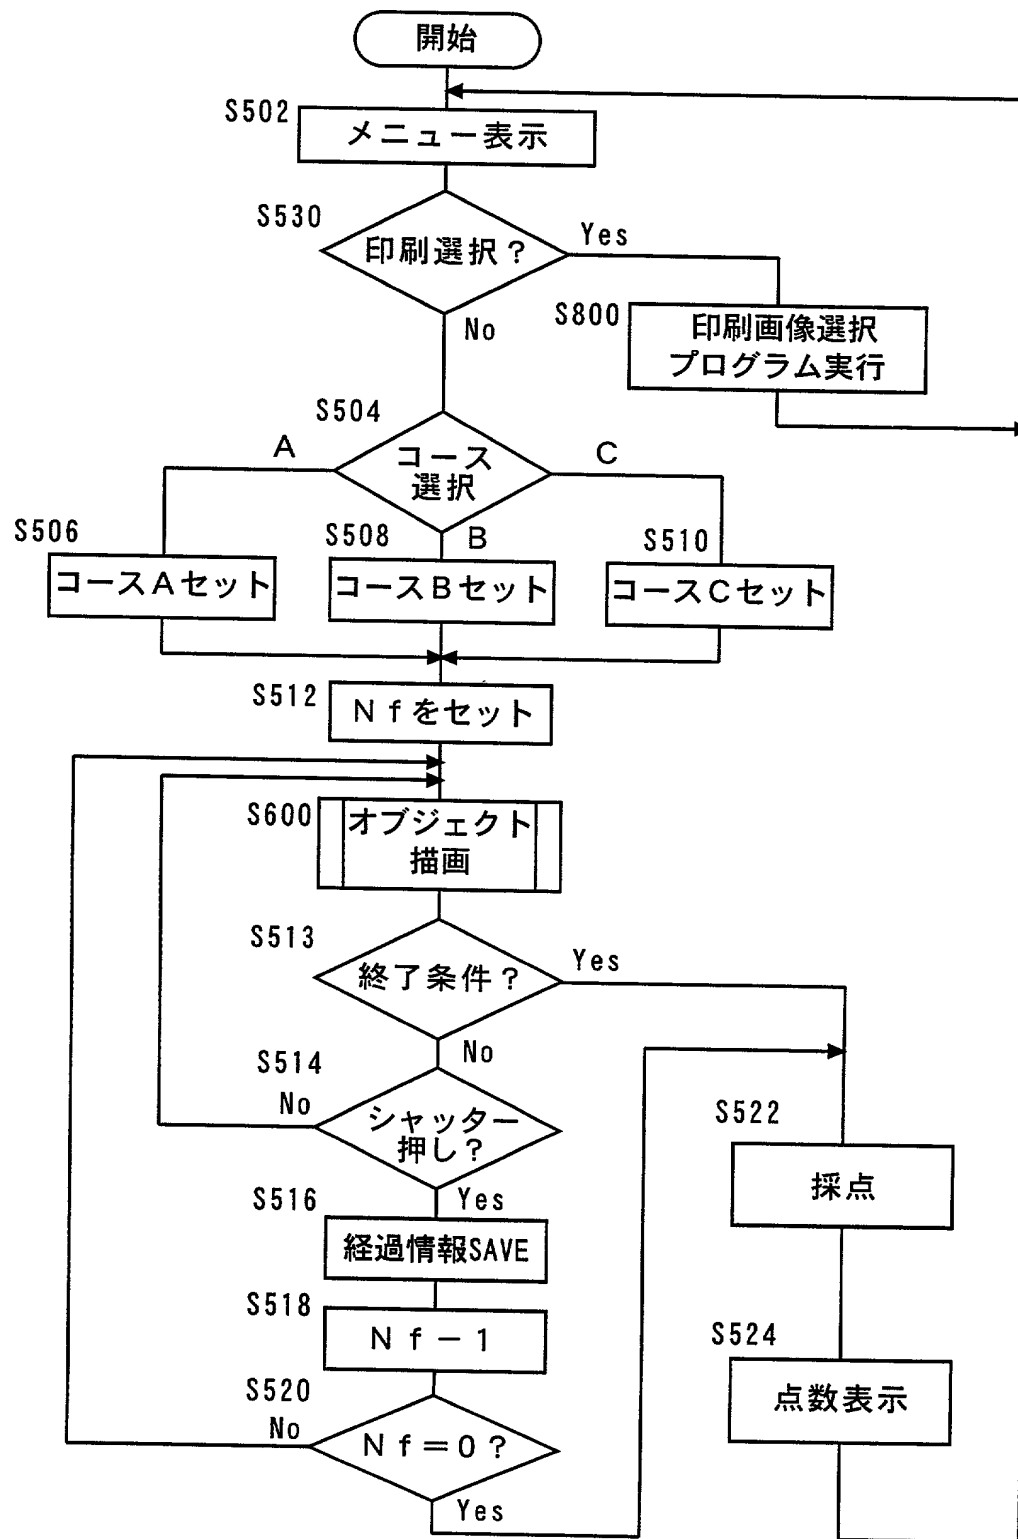 開始
S502
メニュー表示
S530
印刷選択？
Yes
No
S800
印刷画像選択
プログラム実行
S504
コース
選択
A
B
C
S506
コースAセット
S508
コースBセット
S510
コースCセット
S512
Ｎｆをセット
S600
オブジェクト
描画
S513
終了条件？
Yes
No
S514
シャッター
押し？
No
Yes
S516
経過情報SAVE
S518
Ｎｆ－１
S520
Ｎｆ＝０？
No
Yes
S522
採点
S524
点数表示